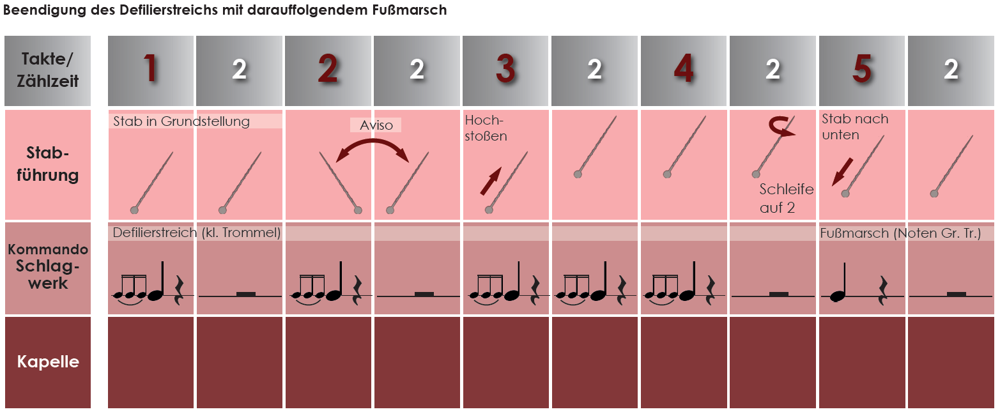 Beendigung des Defilierstreichs mit darauffolgendem Fußmarsch
Takte/
Zählzeit
1 2 2 2 3 2 4 2 5 2
Stab-
führung
Stab in Grundstellung
Aviso
Hoch-
stoßen
Schleife
auf 2
Stab nach
unten
Kommando
Schlag-
werk
Defilierstreich (kl. Trommel)
Fußmarsch (Noten Gr. Tr.)
Kapelle